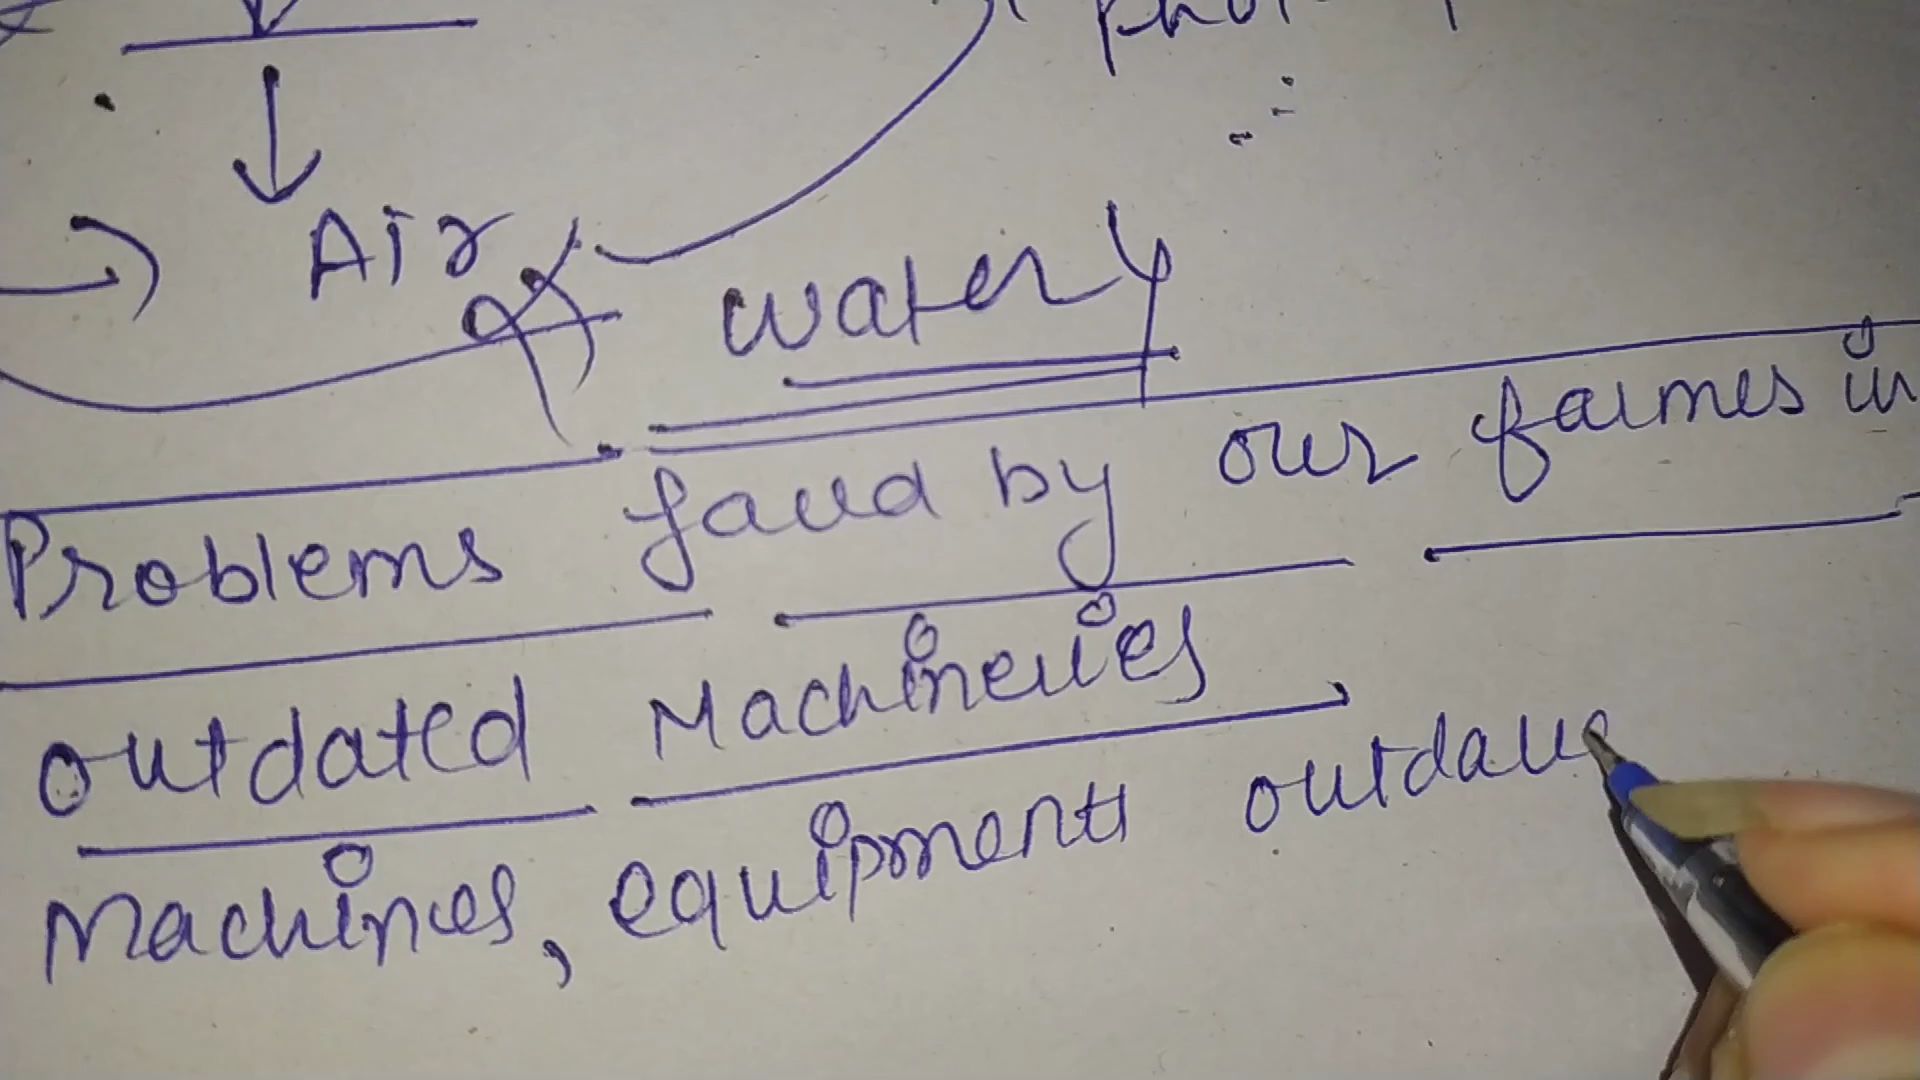 Air
water
Problems faced by our farmes in
outdated Machineries
Machines, equipments outdate